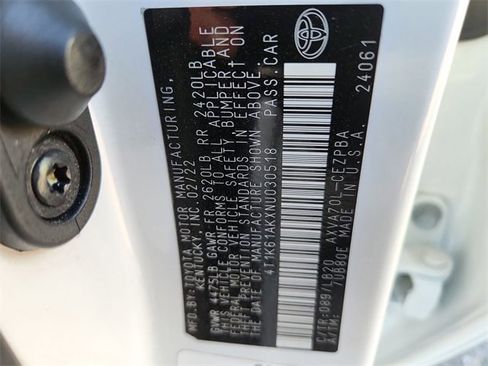 MFD. BY: TOYOTA MOTOR MANUFACTURING,
KENTUCKY, INC 02/22
GVWR 4475LB GAWR FR 2620LB RR 2420LB
THIS VEHICLE CONFORMS TO ALL APPLICABLE
FEDERAL MOTOR VEHICLE SAFETY, BUMPER, AND
THEFT PREVENTION STANDARDS IN EFFECT ON
THE DATE OF MANUFACTURE SHOWN ABOVE.
4T1K61AKXNU030518 PASS.CAR
C/TR:089/LB20 AXVA70L-CEZRBA
A/TM: 7UB80E MADE IN U.S.A. 24061